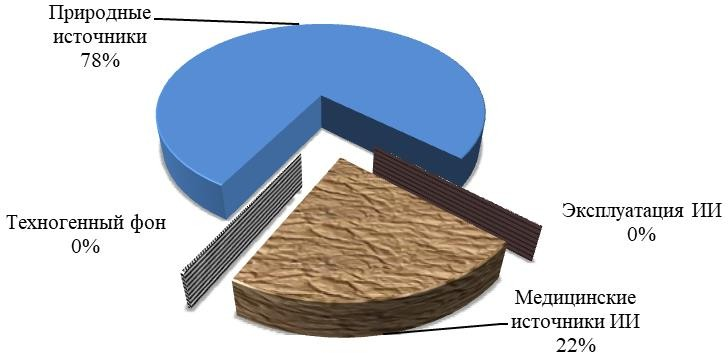 Природные
источники
78%
Техногенный фон
0%
Эксплуатация ИИ
0%
Медицинские
источники ИИ
22%